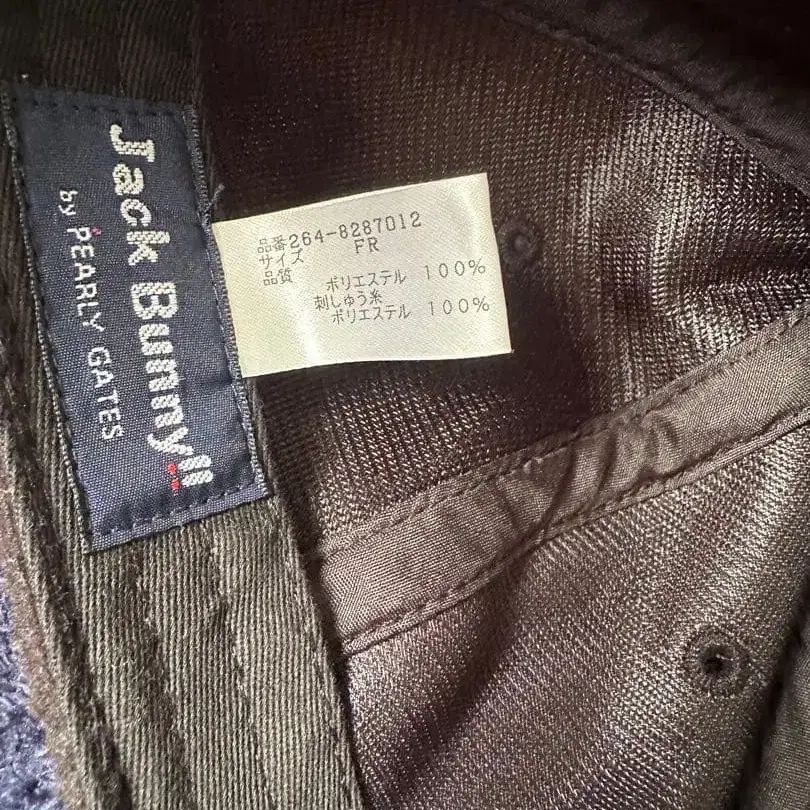 Jack Bunny!!
by PEARLY GATES
品番264-8287012
サイズ FR
品質 ポリエステル 100%
刺しゅう糸
ポリエステル 100%